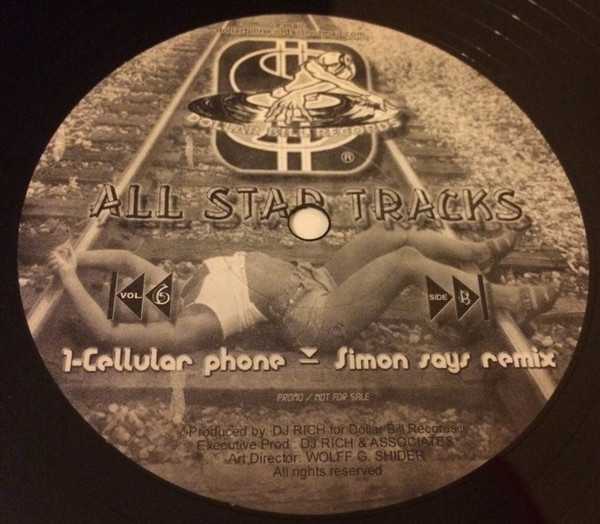 DOLLAR BILL RECORDS
®
ALL STAR TRACKS
VOL. 6
SIDE B
1-Cellular phone - Simon says remix
PROMO / NOT FOR SALE
Produced by: DJ RICH for Dollar Bill Records
Executive Prod. DJ RICH & ASSOCIATES
Art Director: WOLFF G. SHIDER
All rights reserved